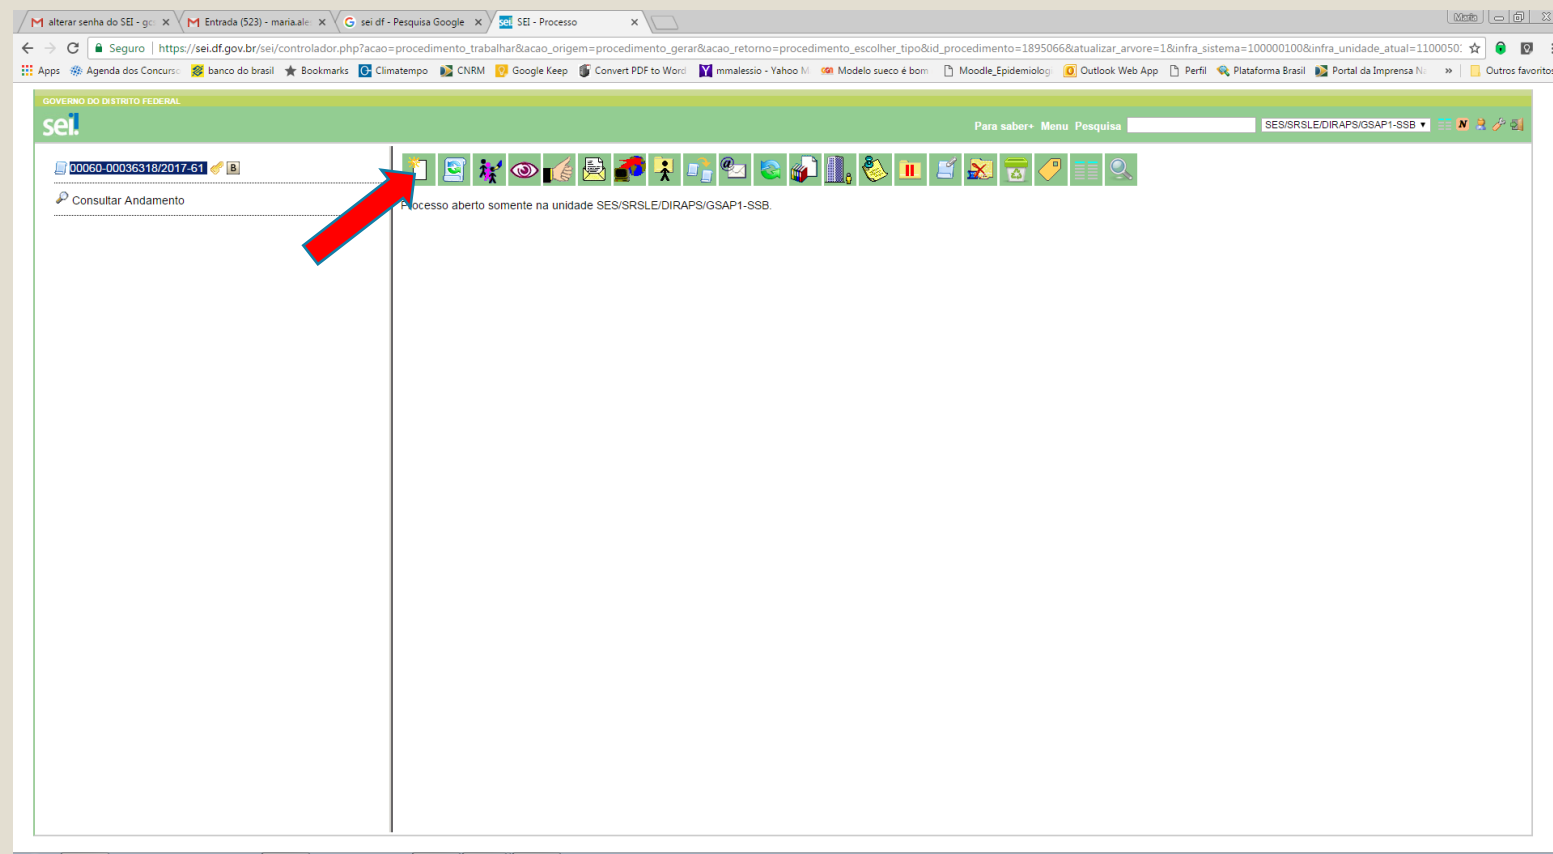 alterar senha do SEI - gc
Entrada (523) - maria.ale
sei df - Pesquisa Google
SEI - Processo
Maria
Seguro | https://sei.df.gov.br/sei/controlador.php?acao=procedimento_trabalhar&acao_origem=procedimento_gerar&acao_retorno=procedimento_escolher_tipo&id_procedimento=1895066&atualizar_arvore=1&infra_sistema=100000100&infra_unidade_atual=11000501
Apps Agenda dos Concurso banco do brasil Bookmarks Climatempo CNRM Google Keep Convert PDF to Word mmalessio - Yahoo M Modelo sueco é bom Moodle_Epidemiolog Outlook Web App Perfil Plataforma Brasil Portal da Imprensa Na » Outros favoritos
GOVERNO DO DISTRITO FEDERAL
sei!
Para saber+ Menu Pesquisa SES/SRSLE/DIRAPS/GSAP1-SSB N
00060-00036318/2017-61 B
Consultar Andamento
Processo aberto somente na unidade SES/SRSLE/DIRAPS/GSAP1-SSB.